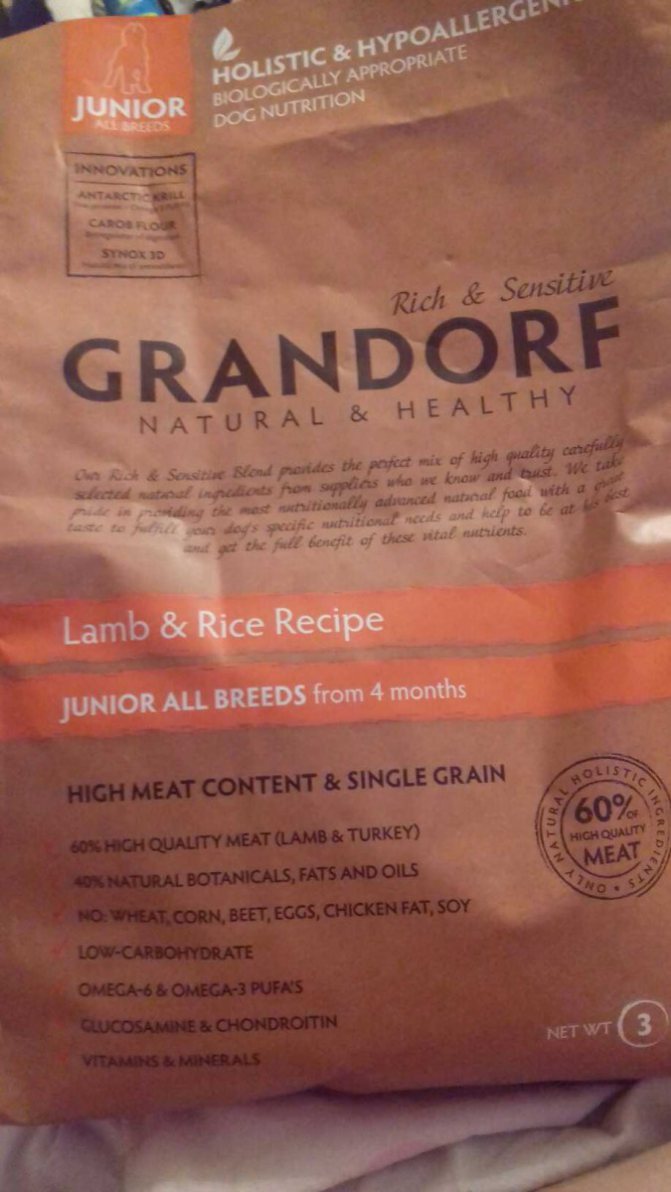 JUNIOR
ALL BREEDS
HOLISTIC & HYPOALLERGENI
BIOLOGICALLY APPROPRIATE
DOG NUTRITION
INNOVATIONS
ANTARCTIC KRILL
CAROB FLOUR
SYNOX 3D
Rich & Sensitive
GRANDORF
NATURAL & HEALTHY
Our Rich & Sensitive Blend provides the perfect mix of high quality carefully
selected natural ingredients from suppliers who we know and trust. We take
pride in providing the most nutritionally advanced natural food with a great
taste to fulfill your dog's specific nutritional needs and help to be at his best
and get the full benefit of these vital nutrients.
Lamb & Rice Recipe
JUNIOR ALL BREEDS from 4 months
HIGH MEAT CONTENT & SINGLE GRAIN
60% HIGH QUALITY MEAT (LAMB & TURKEY)
40% NATURAL BOTANICALS, FATS AND OILS
NO: WHEAT, CORN, BEET, EGGS, CHICKEN FAT, SOY
LOW-CARBOHYDRATE
OMEGA-6 & OMEGA-3 PUFA'S
GLUCOSAMINE & CHONDROITIN
VITAMINS & MINERALS
ONLY NATURAL HOLISTIC INGREDIENTS
60% OF
HIGH QUALITY
MEAT
NET WT 3